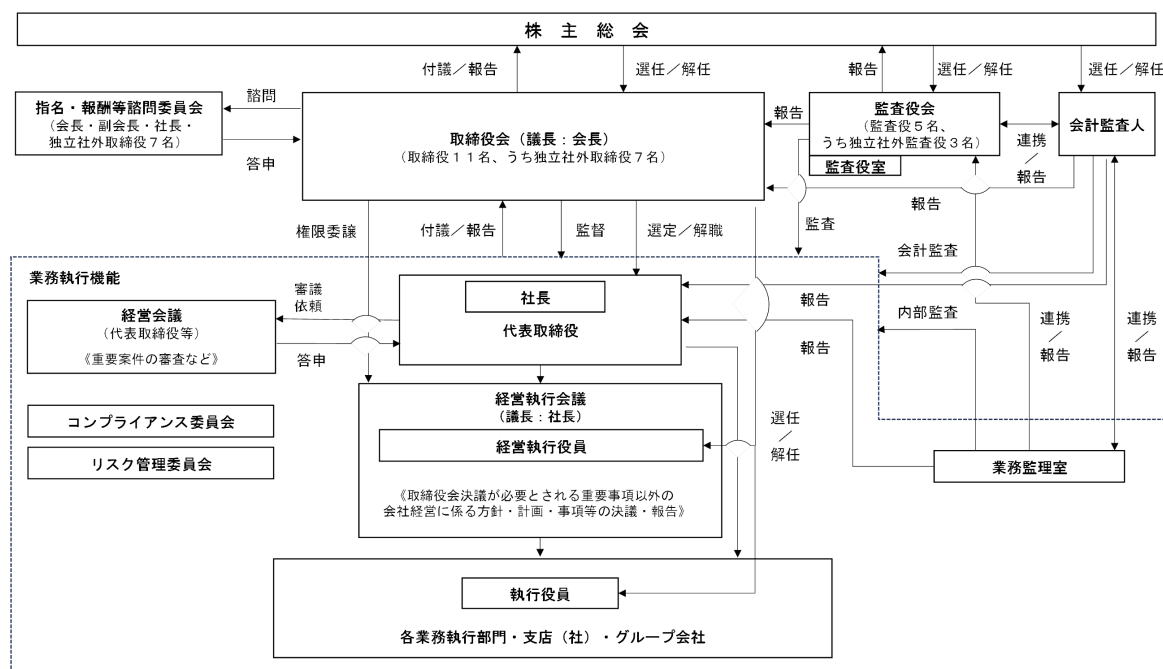 株 主 総 会
付議／報告
選任／解任
報告
選任／解任
選任／解任
指名・報酬等諮問委員会
（会長・副会長・社長・
独立社外取締役７名）
諮問
答申
取締役会（議長：会長）
（取締役１１名、うち独立社外取締役７名）
報告
監査役会
（監査役５名、
うち独立社外監査役３名）
監査役室
連携
／
報告
会計監査人
報告
権限委譲
付議／報告
監督
選定／解職
監査
会計監査
業務執行機能
経営会議
（代表取締役等）
《重要案件の審査など》
審議
依頼
答申
社長
代表取締役
報告
報告
内部監査
連携
／
報告
連携
／
報告
コンプライアンス委員会
リスク管理委員会
経営執行会議
（議長：社長）
経営執行役員
《取締役会決議が必要とされる重要事項以外の
会社経営に係る方針・計画・事項等の決議・報告》
選任
／
解任
業務監理室
執行役員
各業務執行部門・支店（社）・グループ会社